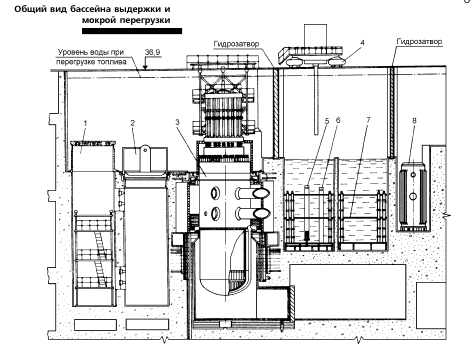 Общий вид бассейна выдержки и
мокрой перегрузки
Уровень воды при
перегрузке топлива
36,9
Гидрозатвор
4
Гидрозатвор
1
2
3
5
6
7
8